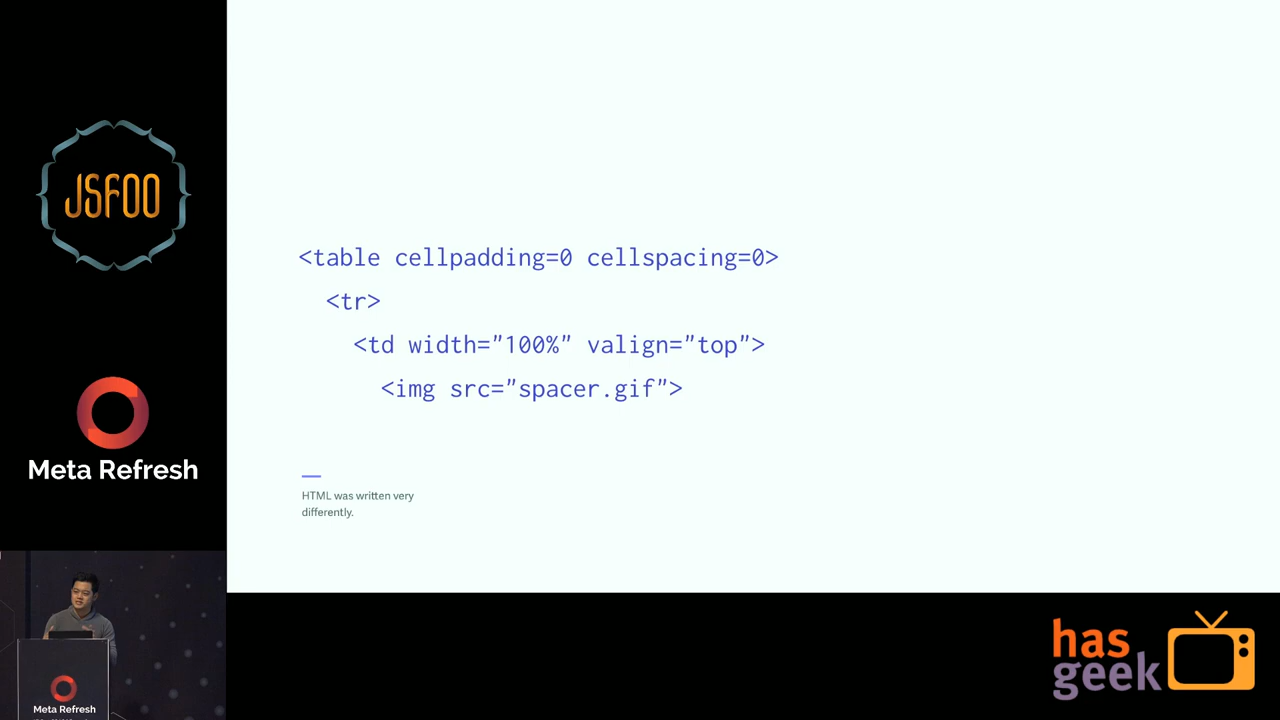 JSFOO
Meta Refresh
<table cellpadding=0 cellspacing=0>
<tr>
<td width="100%" valign="top">
<img src="spacer.gif">
HTML was written very
differently.
Meta Refresh
has
geek